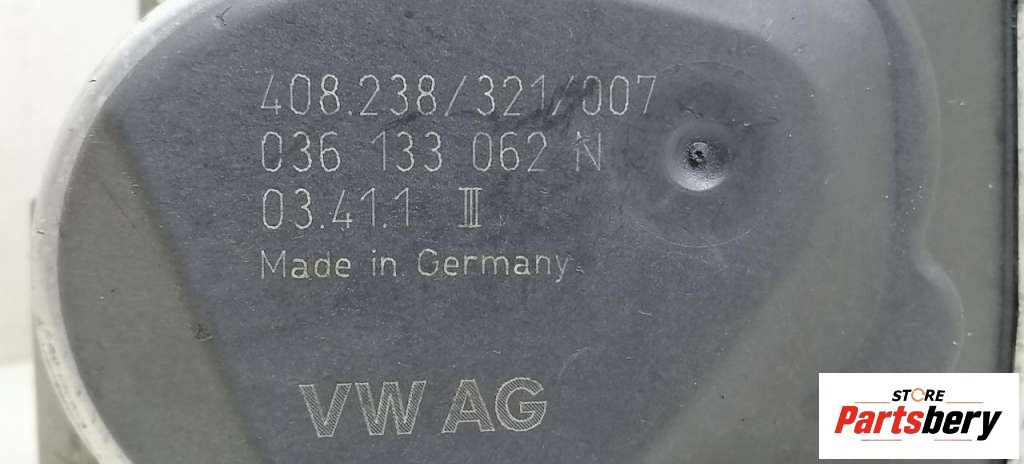 408.238/321/007
036 133 062 N
03.41.1 III
Made in Germany
VW AG
STORE
Partsbery